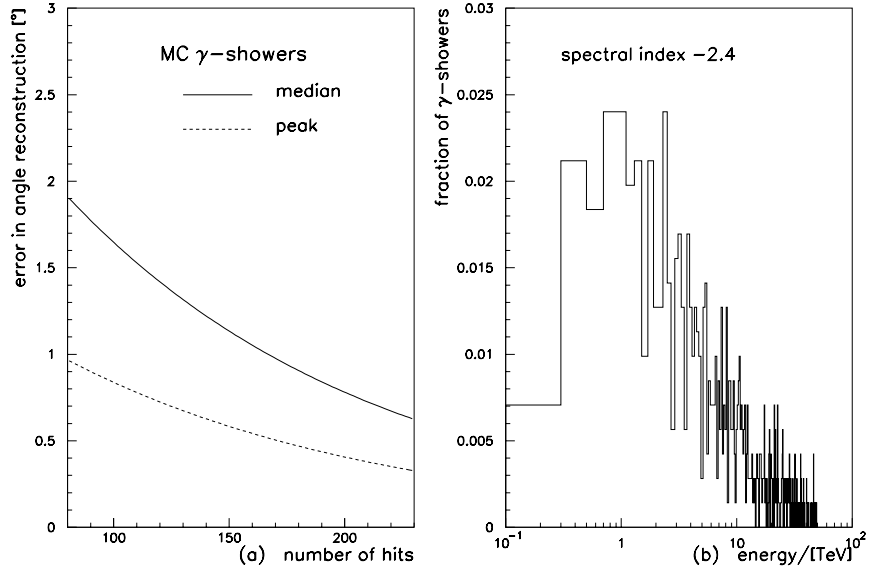 error in angle reconstruction [°]
3
2.5
2
1.5
1
0.5
0
MC γ−showers
median
peak
100
150
200
(a) number of hits
fraction of γ−showers
0.03
0.025
0.02
0.015
0.01
0.005
0
spectral index −2.4
10⁻¹
1
10
10²
(b) energy/[TeV]